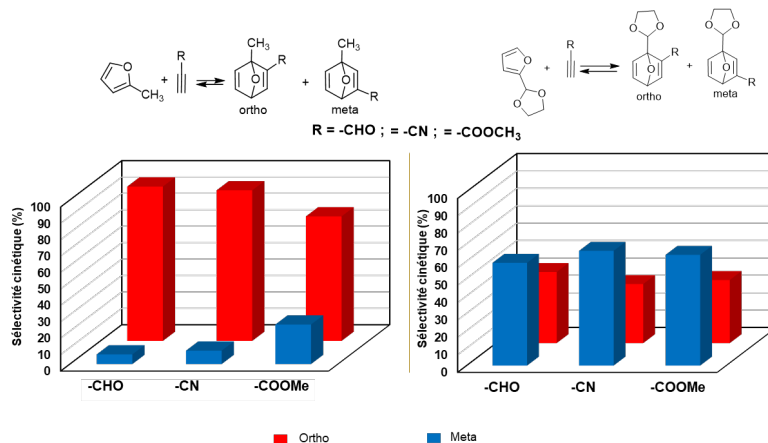 R
CH₃
+
O
CH₃
R
O
ortho
+
CH₃
O
R
meta
R
O
O
O
+
O
O
R
O
ortho
+
O
O
O
R
meta
R = -CHO ; = -CN ; = -COOCH₃
Sélectivité cinétique (%)
100
90
80
70
60
50
40
30
20
10
0
-CHO
-CN
-COOMe
Sélectivité cinétique (%)
100
90
80
70
60
50
40
30
20
10
0
-CHO
-CN
-COOMe
Ortho
Meta